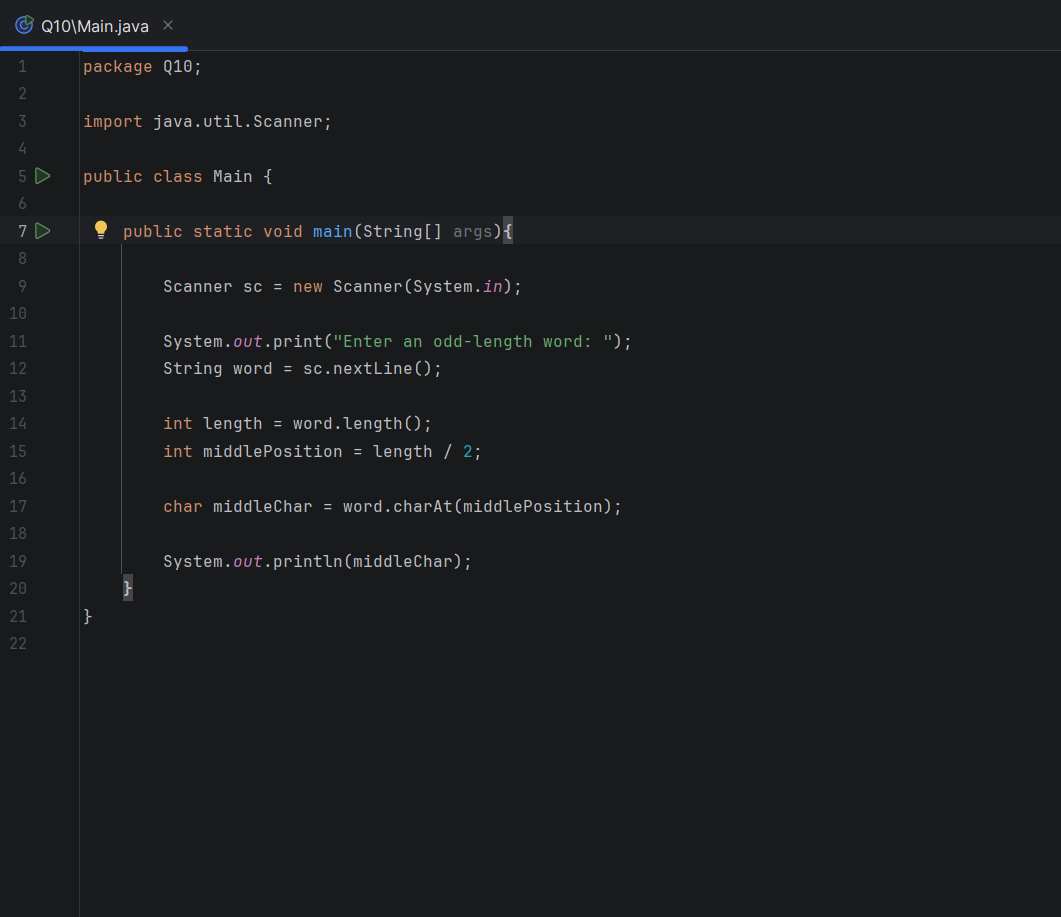 Q10\Main.java
1 package Q10;
2
3 import java.util.Scanner;
4
5 public class Main {
6
7 public static void main(String[] args){
8
9 Scanner sc = new Scanner(System.in);
10
11 System.out.print("Enter an odd-length word: ");
12 String word = sc.nextLine();
13
14 int length = word.length();
15 int middlePosition = length / 2;
16
17 char middleChar = word.charAt(middlePosition);
18
19 System.out.println(middleChar);
20 }
21 }
22